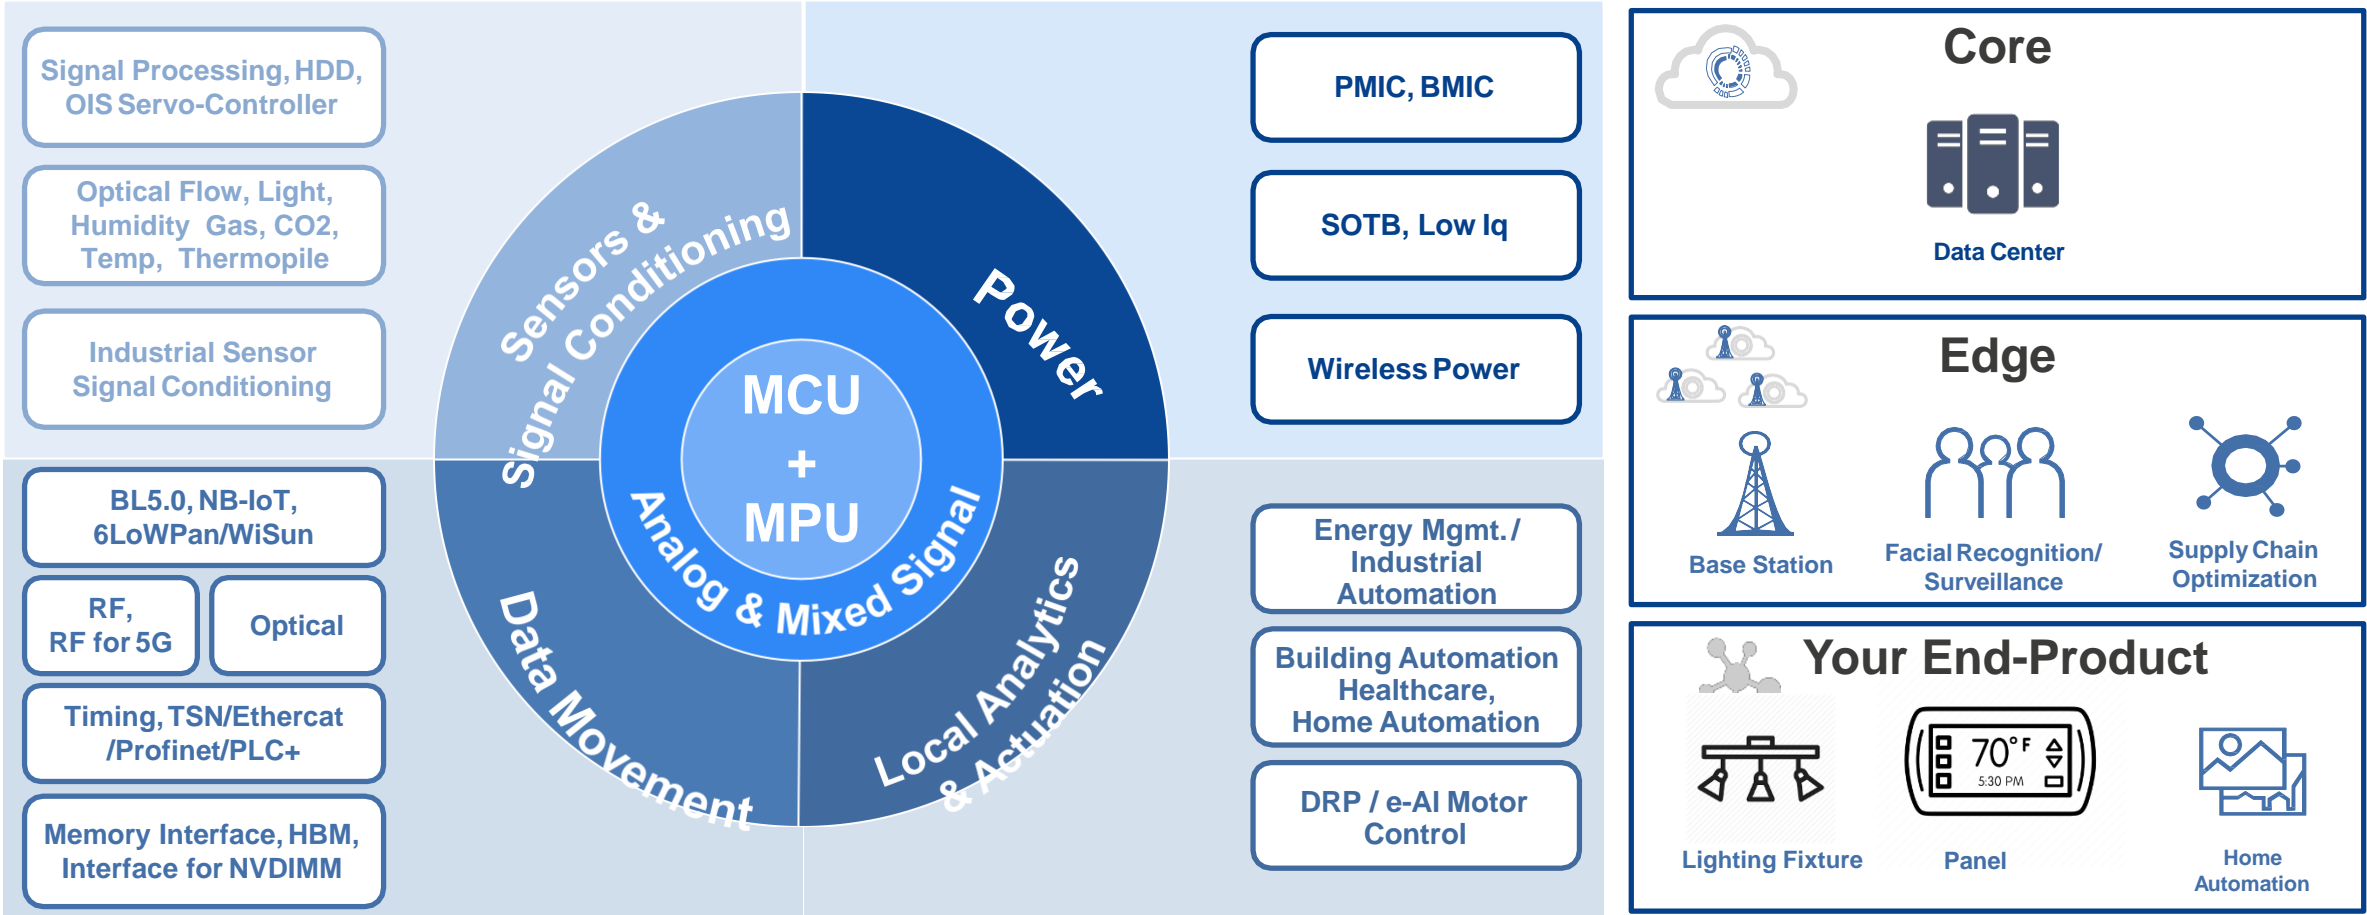 Signal Processing, HDD,
OIS Servo-Controller
Optical Flow, Light,
Humidity Gas, CO2,
Temp, Thermopile
Industrial Sensor
Signal Conditioning
BL5.0, NB-IoT,
6LoWPan/WiSun
RF,
RF for 5G
Optical
Timing, TSN/Ethercat
/Profinet/PLC+
Memory Interface, HBM,
Interface for NVDIMM
Sensors &
Signal Conditioning
Power
MCU
+
MPU
Analog & Mixed Signal
Data Movement
Local Analytics
& Actuation
PMIC, BMIC
SOTB, Low Iq
Wireless Power
Energy Mgmt. /
Industrial
Automation
Building Automation
Healthcare,
Home Automation
DRP / e-AI Motor
Control
Core
Data Center
Edge
Base Station
Facial Recognition/
Surveillance
Supply Chain
Optimization
Your End-Product
70°F
5:30 PM
Lighting Fixture
Panel
Home
Automation